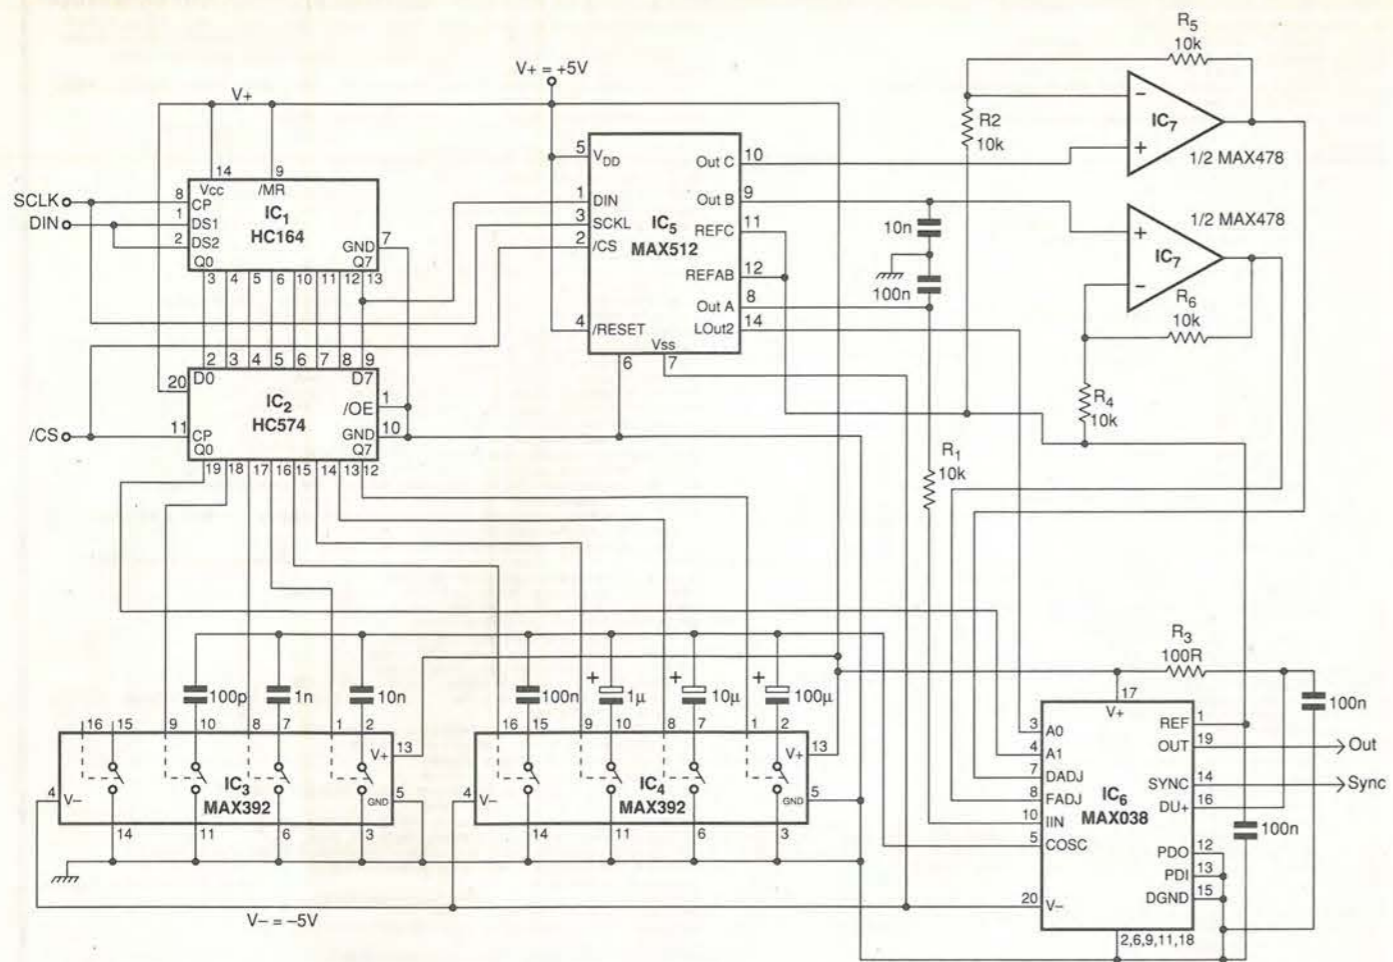 R5
10k
V+ = +5V
V+
R2
10k
IC7
1/2 MAX478
14
9
Vcc
/MR
SCLK
8
CP
DIN
1
DS1
2
DS2
IC1
HC164
GND
7
Q0
Q7
3
4
5
6
10
11
12
13
5
VDD
1
DIN
3
SCKL
2
/CS
4
/RESET
IC5
MAX512
Out C
10
Out B
9
REFC
11
REFAB
12
Out A
8
LOut2
14
Vss
6
7
10n
100n
1/2 MAX478
IC7
R6
10k
R4
10k
2
3
4
5
6
7
8
9
20
D0
D7
IC2
HC574
/OE
1
/CS
11
CP
GND
10
Q0
Q7
19
18
17
16
15
14
13
12
R1
10k
100p
1n
10n
100n
+
1µ
+
10µ
+
100µ
16
15
9
10
8
7
1
2
V+
13
IC3
MAX392
4
V–
GND
5
14
11
6
3
16
15
9
10
8
7
1
2
V+
13
IC4
MAX392
4
V–
GND
5
14
11
6
3
V– = –5V
R3
100R
17
V+
3
A0
4
A1
7
DADJ
8
FADJ
10
IIN
5
COSC
20
V–
IC6
MAX038
REF
1
OUT
19
Out
SYNC
14
Sync
DU+
16
PDO
12
PDI
13
DGND
15
2,6,9,11,18
100n
100n